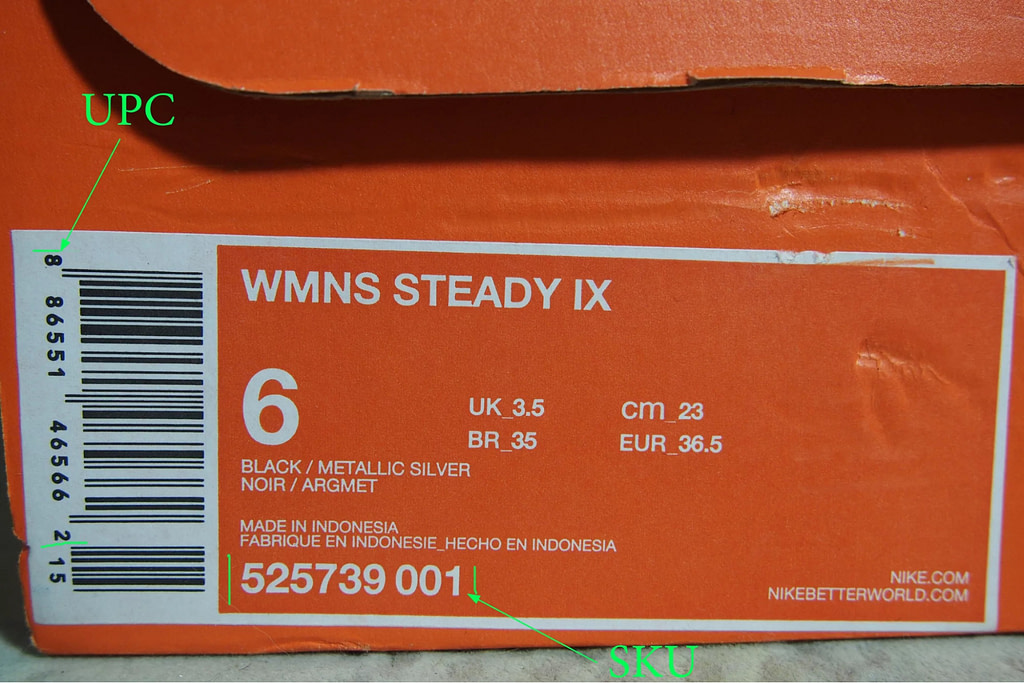 UPC
8 86551 46566 2 15
WMNS STEADY IX
6
UK_3.5 cm_23
BR_35 EUR_36.5
BLACK / METALLIC SILVER
NOIR / ARGMET
MADE IN INDONESIA
FABRIQUE EN INDONESIE_HECHO EN INDONESIA
525739 001
NIKE.COM
NIKEBETTERWORLD.COM
SKU